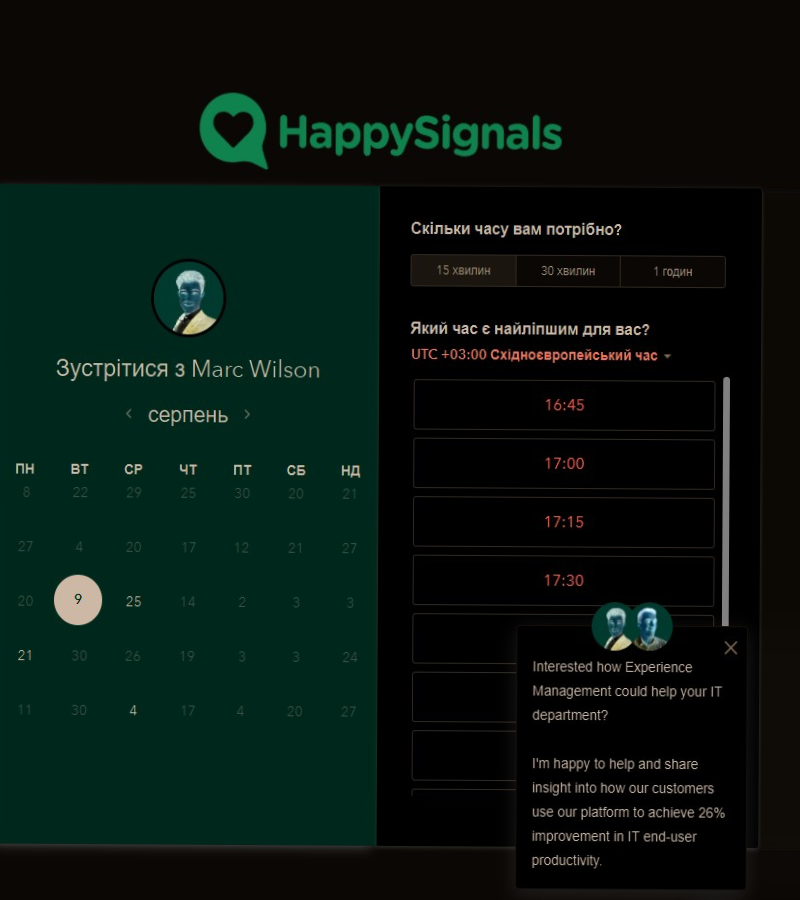 HappySignals
Зустрітися з Marc Wilson
серпень
ПН ВТ СР ЧТ ПТ СБ НД
8 22 29 25 30 20 21
27 4 20 17 12 21 27
20 9 25 14 2 3 3
21 30 26 19 3 3 24
11 30 4 17 4 20 27
Скільки часу вам потрібно?
15 хвилин 30 хвилин 1 годин
Який час є найліпшим для вас?
UTC +03:00 Східноєвропейський час
16:45
17:00
17:15
17:30
Interested how Experience
Management could help your IT
department?
I'm happy to help and share
insight into how our customers
use our platform to achieve 26%
improvement in IT end-user
productivity.